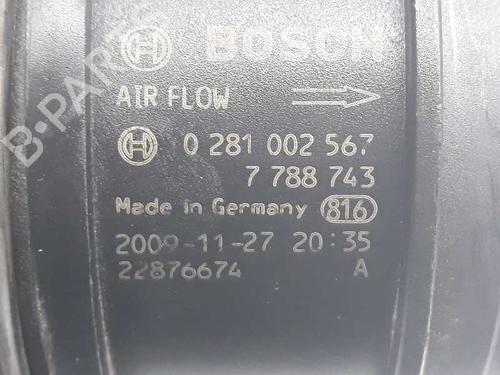 BOSCH
AIR FLOW
0 281 002 567
7 788 743
Made in Germany 816
2009-11-27 20:35
22876674 A
B-PARTS